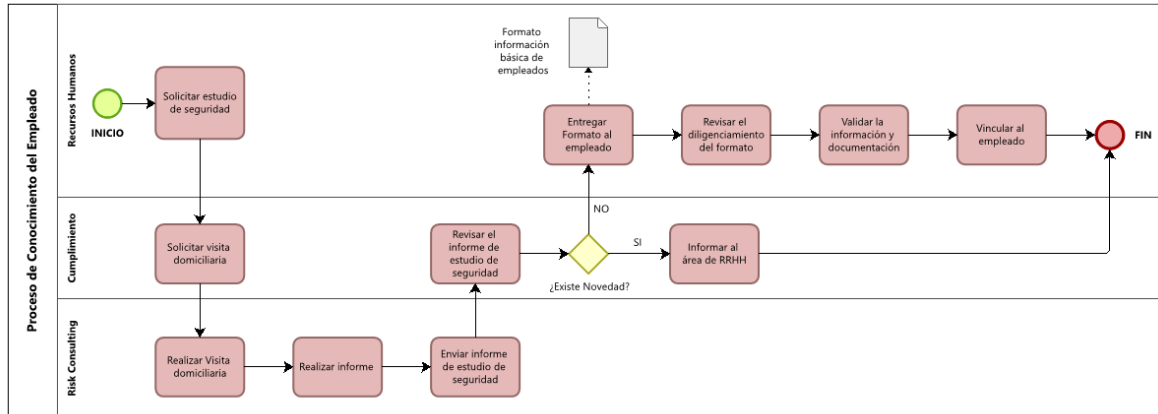 Proceso de Conocimiento del Empleado
Recursos Humanos
INICIO
Solicitar estudio
de seguridad
Formato
información
básica de
empleados
Entregar
Formato al
empleado
Revisar el
diligenciamiento
del formato
Validar la
información y
documentación
Vincular al
empleado
FIN
Cumplimiento
Solicitar visita
domiciliaria
Revisar el
informe de
estudio de
seguridad
NO
SI
¿Existe Novedad?
Informar al
área de RRHH
Risk Consulting
Realizar Visita
domiciliaria
Realizar informe
Enviar informe
de estudio de
seguridad